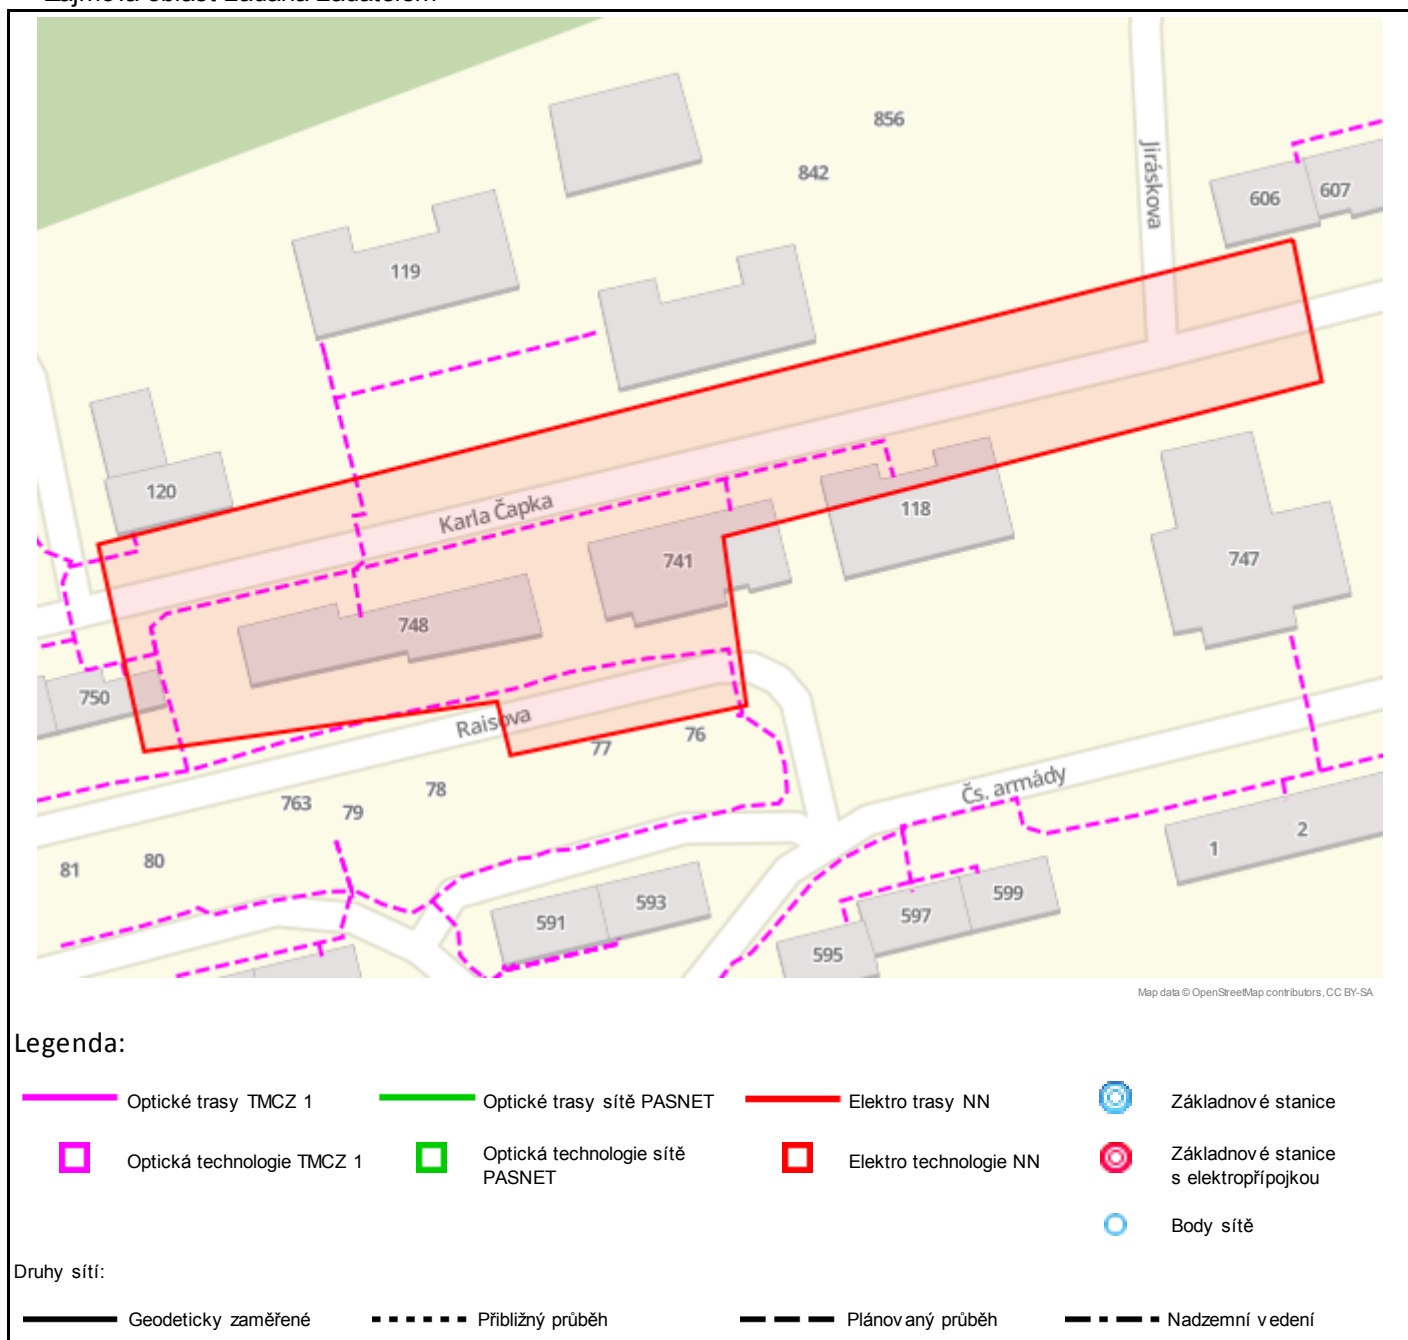 Zájmová oblast zadaná žadatelem
856
842
Jiráskova
606
607
119
120
Karla Čapka
118
741
747
748
750
Raisova
76
77
78
763
79
Čs. armády
81
80
1
2
591
593
597
599
595
Map data © OpenStreetMap contributors, CC BY-SA
Legenda:
Optické trasy TMCZ 1
Optické trasy sítě PASNET
Elektro trasy NN
Základnové stanice
Optická technologie TMCZ 1
Optická technologie sítě
PASNET
Elektro technologie NN
Základnové stanice
s elektropřípojkou
Body sítě
Druhy sítí:
Geodeticky zaměřené
Přibližný průběh
Plánovaný průběh
Nadzemní vedení